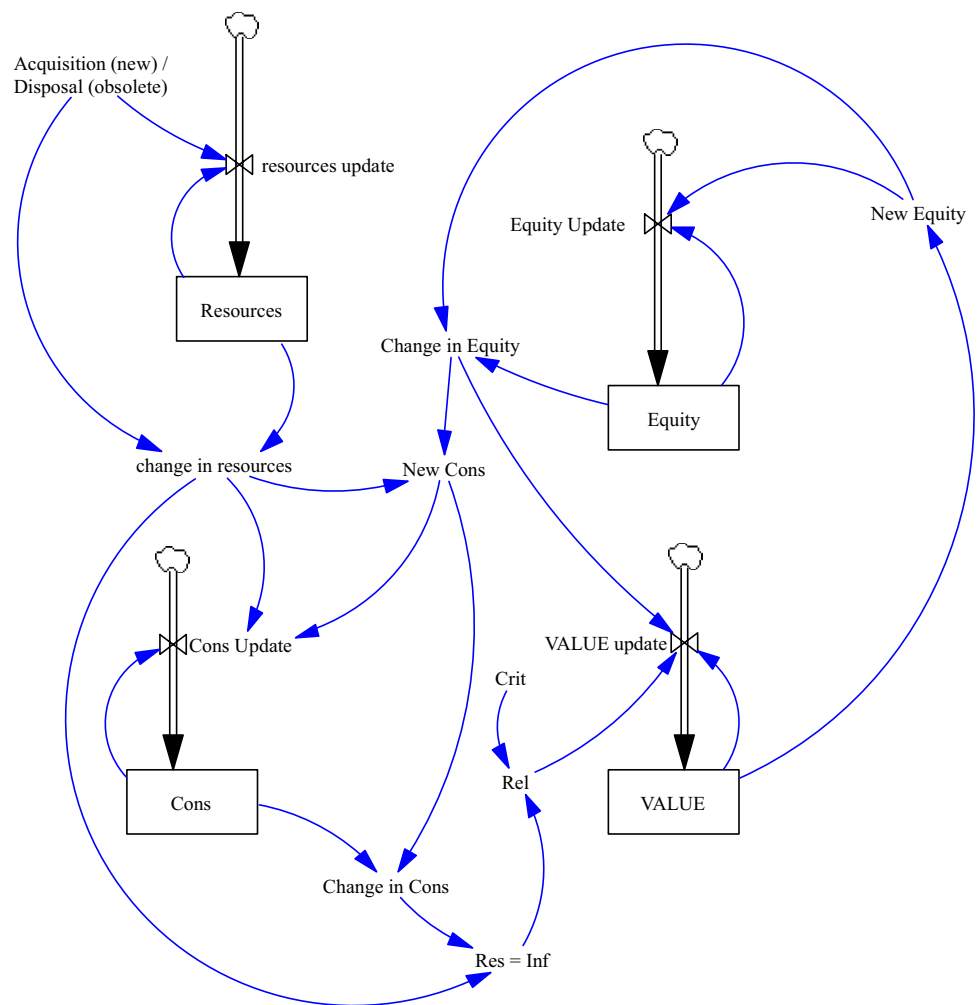 Acquisition (new) /
Disposal (obsolete)
resources update
Equity Update
New Equity
Resources
Change in Equity
Equity
change in resources
New Cons
Cons Update
VALUE update
Crit
Rel
Cons
VALUE
Change in Cons
Res = Inf